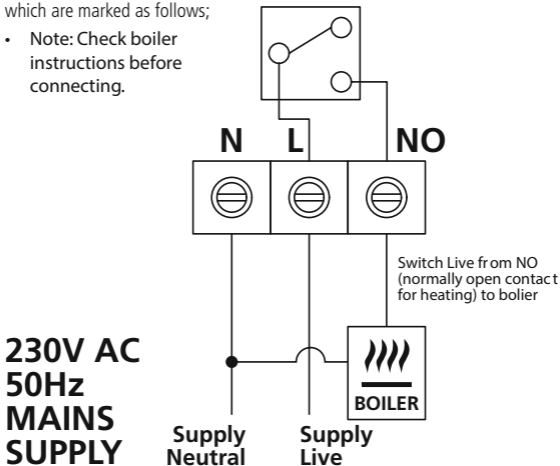 which are marked as follows;
• Note: Check boiler
instructions before
connecting.
N L NO
Switch Live from NO
(normally open contact
for heating) to bolier
BOILER
230V AC
50Hz
MAINS
SUPPLY
Supply
Neutral
Supply
Live